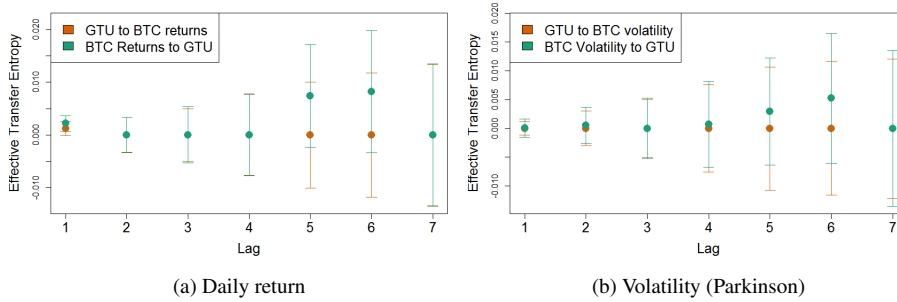 GTU to BTC returns
BTC Returns to GTU
Effective Transfer Entropy
0.020
0.010
0.000
-0.010
1 2 3 4 5 6 7
Lag
(a) Daily return
GTU to BTC volatility
BTC Volatility to GTU
Effective Transfer Entropy
0.020
0.015
0.010
0.005
0.000
-0.010
1 2 3 4 5 6 7
Lag
(b) Volatility (Parkinson)